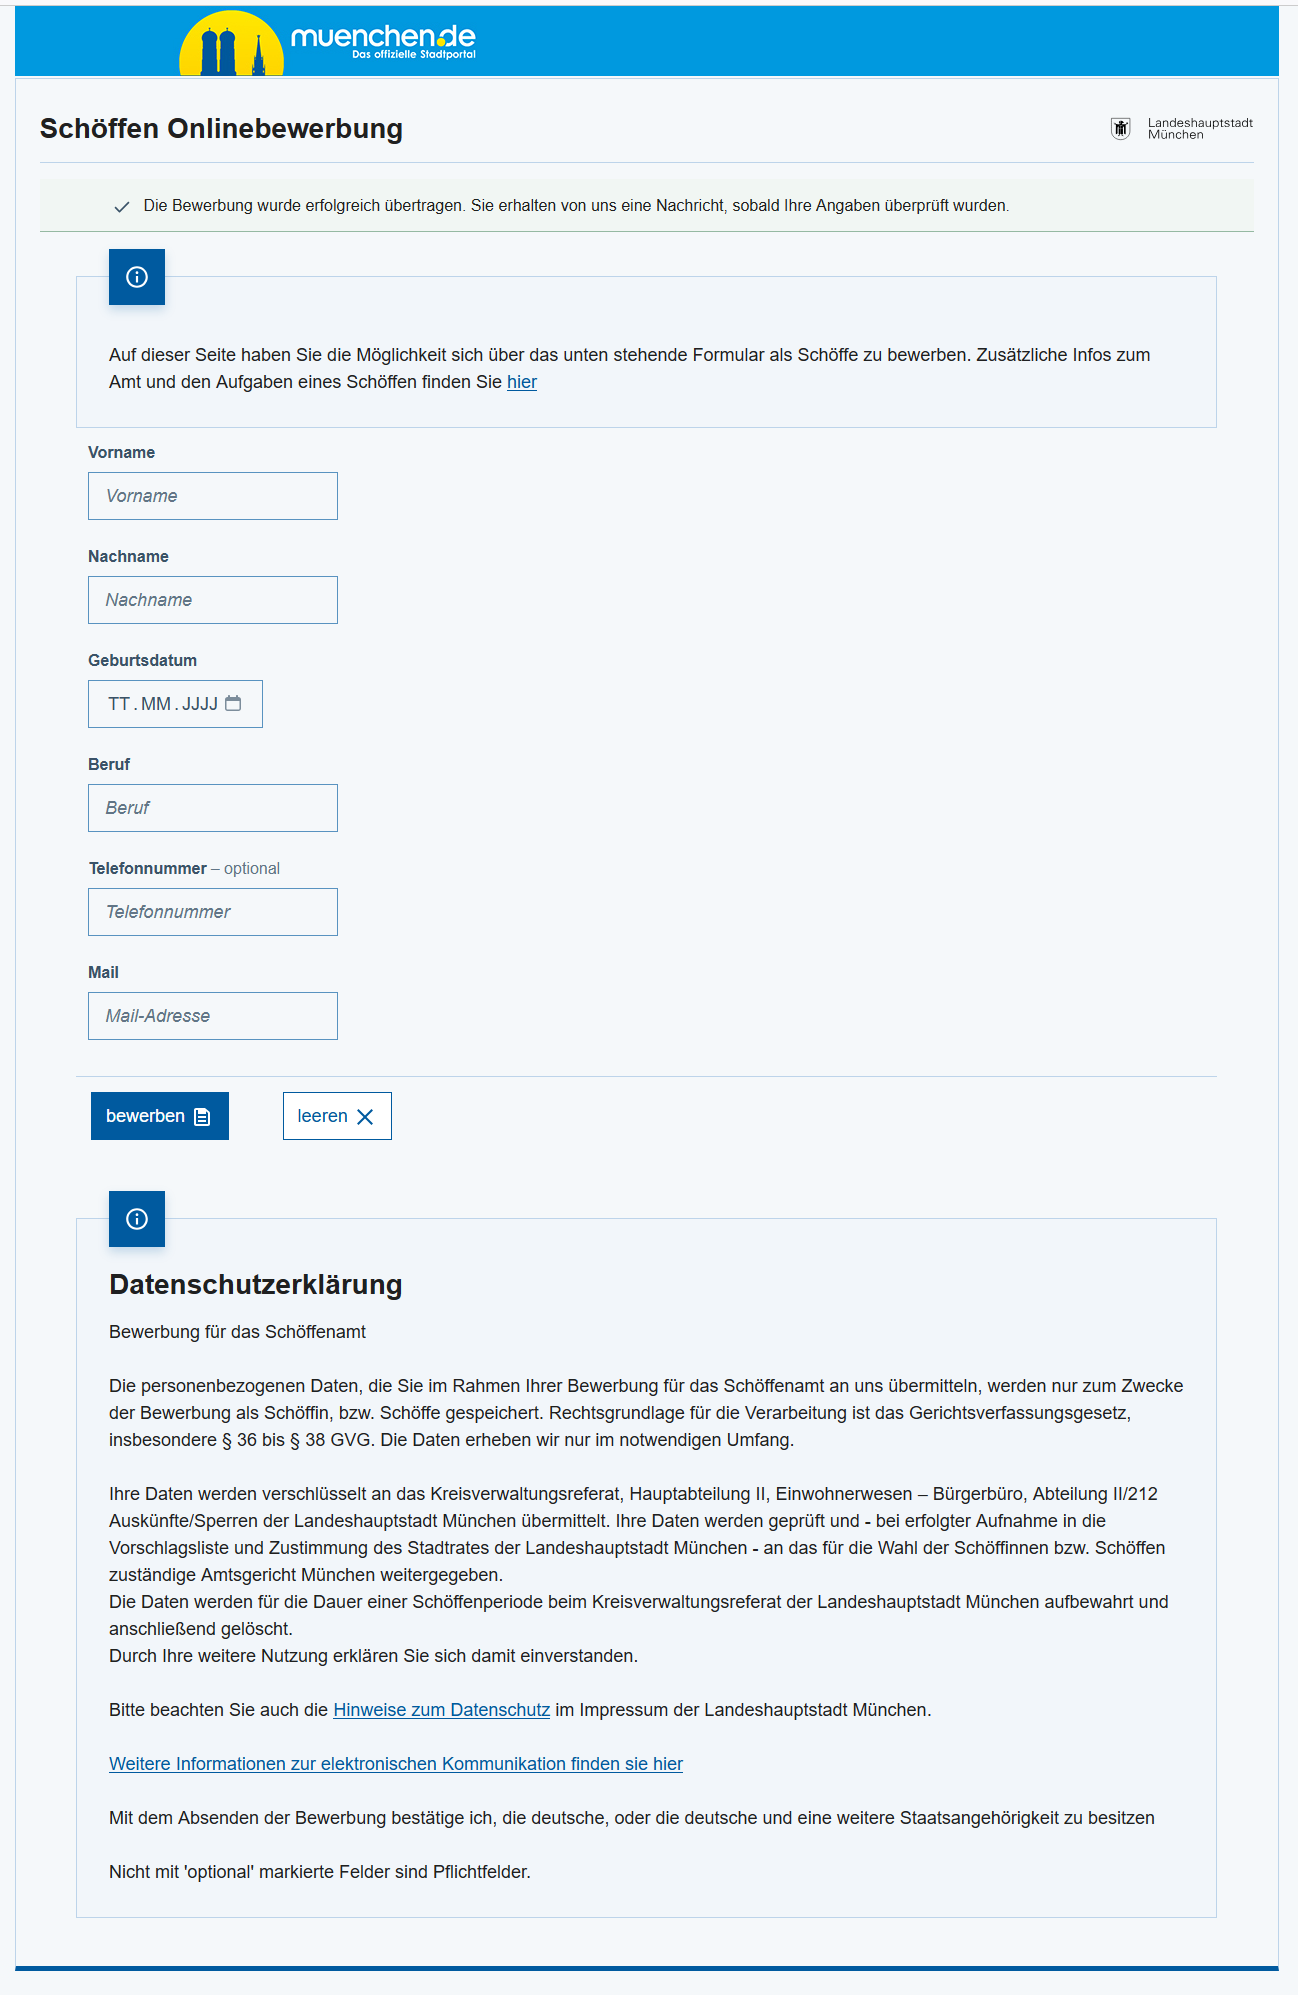 muenchen.de
Das offizielle Stadtportal
Schöffen Onlinebewerbung
Landeshauptstadt
München
Die Bewerbung wurde erfolgreich übertragen. Sie erhalten von uns eine Nachricht, sobald Ihre Angaben überprüft wurden.
Auf dieser Seite haben Sie die Möglichkeit sich über das unten stehende Formular als Schöffe zu bewerben. Zusätzliche Infos zum
Amt und den Aufgaben eines Schöffen finden Sie hier
Vorname
Vorname
Nachname
Nachname
Geburtsdatum
TT.MM.JJJJ
Beruf
Beruf
Telefonnummer – optional
Telefonnummer
Mail
Mail-Adresse
bewerben
leeren
Datenschutzerklärung
Bewerbung für das Schöffenamt
Die personenbezogenen Daten, die Sie im Rahmen Ihrer Bewerbung für das Schöffenamt an uns übermitteln, werden nur zum Zwecke
der Bewerbung als Schöffin, bzw. Schöffe gespeichert. Rechtsgrundlage für die Verarbeitung ist das Gerichtsverfassungsgesetz,
insbesondere § 36 bis § 38 GVG. Die Daten erheben wir nur im notwendigen Umfang.
Ihre Daten werden verschlüsselt an das Kreisverwaltungsreferat, Hauptabteilung II, Einwohnerwesen – Bürgerbüro, Abteilung II/212
Auskünfte/Sperren der Landeshauptstadt München übermittelt. Ihre Daten werden geprüft und - bei erfolgter Aufnahme in die
Vorschlagsliste und Zustimmung des Stadtrates der Landeshauptstadt München - an das für die Wahl der Schöffinnen bzw. Schöffen
zuständige Amtsgericht München weitergegeben.
Die Daten werden für die Dauer einer Schöffenperiode beim Kreisverwaltungsreferat der Landeshauptstadt München aufbewahrt und
anschließend gelöscht.
Durch Ihre weitere Nutzung erklären Sie sich damit einverstanden.
Bitte beachten Sie auch die Hinweise zum Datenschutz im Impressum der Landeshauptstadt München.
Weitere Informationen zur elektronischen Kommunikation finden sie hier
Mit dem Absenden der Bewerbung bestätige ich, die deutsche, oder die deutsche und eine weitere Staatsangehörigkeit zu besitzen
Nicht mit 'optional' markierte Felder sind Pflichtfelder.